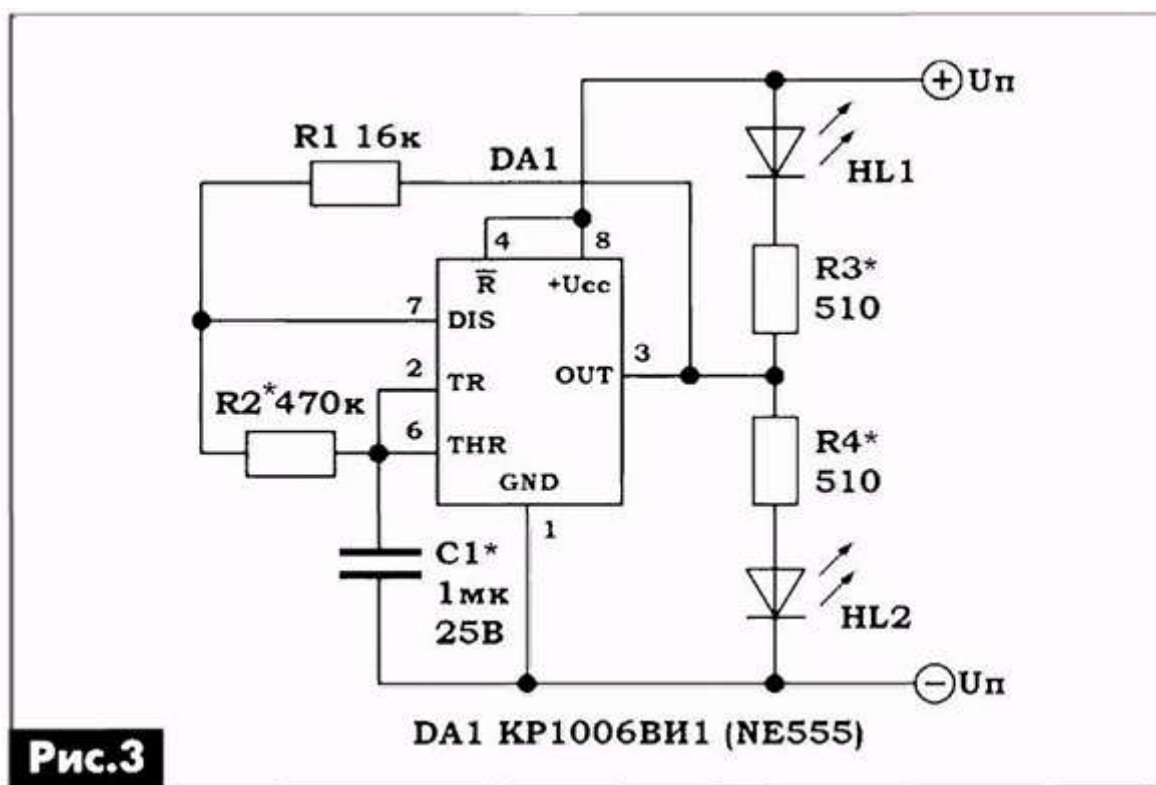 + Uп
R1 16к
DA1
HL1
4
8
R
+Ucc
R3*
510
7
DIS
3
2
TR
OUT
R2*470к
6
THR
R4*
510
GND
1
C1*
1мк
25В
HL2
− Uп
DA1 КР1006ВИ1 (NE555)
Рис.3